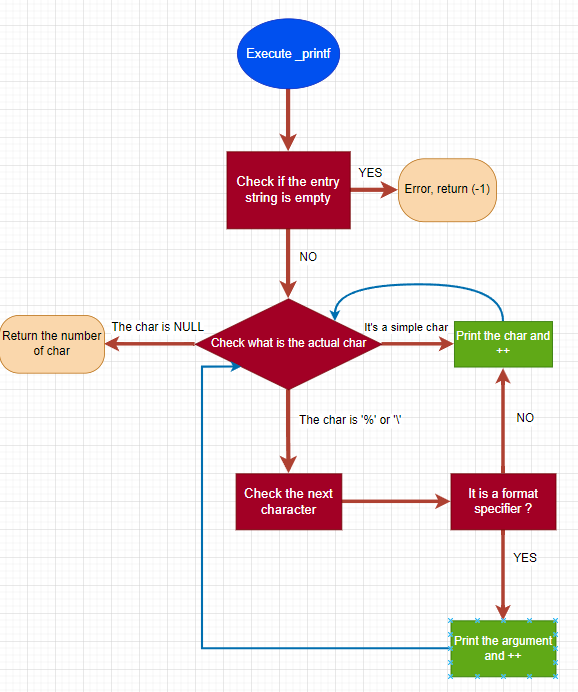 Execute _printf
Check if the entry
string is empty
YES
Error, return (-1)
NO
The char is NULL
Return the number
of char
Check what is the actual char
It's a simple char
Print the char and
++
The char is '%' or '\'
NO
Check the next
character
It is a format
specifier ?
YES
Print the argument
and ++